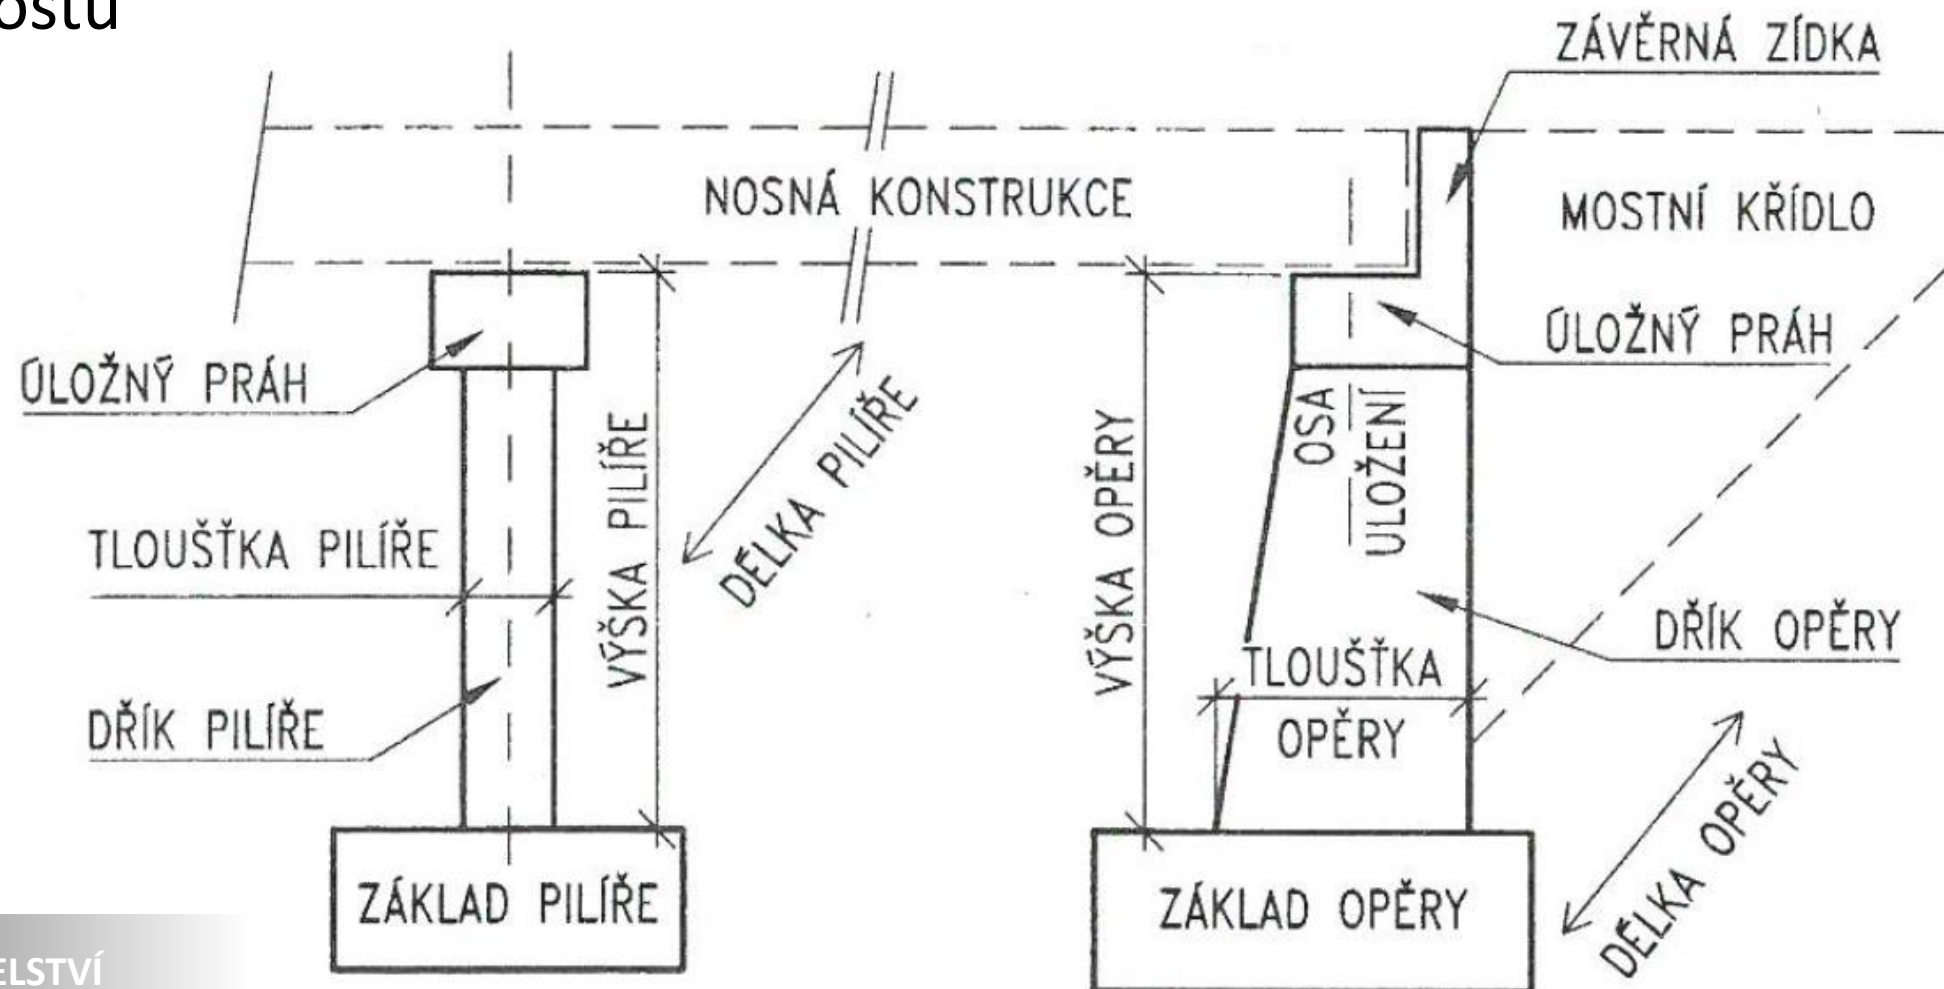 ZÁVĚRNÁ ZÍDKA
NOSNÁ KONSTRUKCE
MOSTNÍ KŘÍDLO
ÚLOŽNÝ PRÁH
ÚLOŽNÝ PRÁH
OSA
ULOŽENÍ
VÝŠKA PILÍŘE
DÉLKA PILÍŘE
VÝŠKA OPĚRY
TLOUŠŤKA PILÍŘE
DŘÍK OPĚRY
TLOUŠŤKA
OPĚRY
DŘÍK PILÍŘE
DÉLKA OPĚRY
ZÁKLAD PILÍŘE
ZÁKLAD OPĚRY